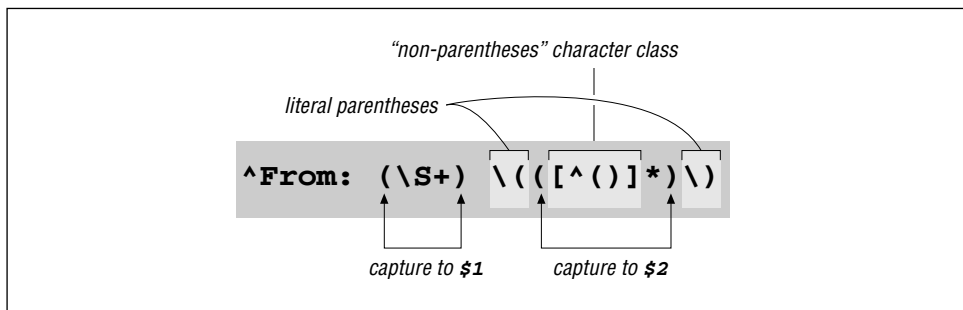 “non-parentheses” character class
literal parentheses
^From: (\S+) \(([^()]*)\)
capture to $1 capture to $2